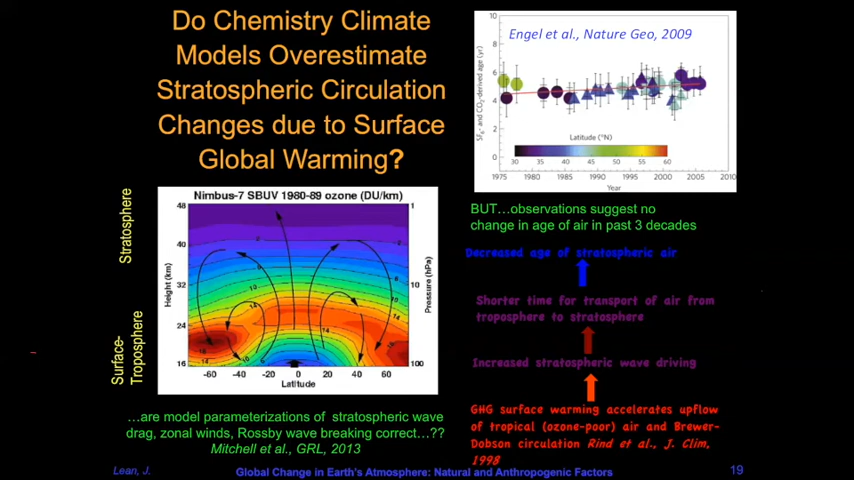 Do Chemistry Climate
Models Overestimate
Stratospheric Circulation
Changes due to Surface
Global Warming?
Engel et al., Nature Geo, 2009
SF6- and CO2-derived age (yr)
10
8
6
4
2
0
Latitude (°N)
30 35 40 45 50 55 60
1975 1980 1985 1990 1995 2000 2005 2010
Year
BUT…observations suggest no
change in age of air in past 3 decades
Decreased age of stratospheric air
Shorter time for transport of air from
troposphere to stratosphere
Increased stratospheric wave driving
GHG surface warming accelerates upflow
of tropical (ozone-poor) air and Brewer-
Dobson circulation Rind et al., J. Clim,
1998
Stratosphere
Surface-
Troposphere
Nimbus-7 SBUV 1980-89 ozone (DU/km)
Height (km)
48
40
32
24
16
1
10
100
Pressure (hPa)
-60 -40 -20 0 20 40 60
Latitude
…are model parameterizations of stratospheric wave
drag, zonal winds, Rossby wave breaking correct…??
Mitchell et al., GRL, 2013
Lean, J.
Global Change in Earth's Atmosphere: Natural and Anthropogenic Factors
19